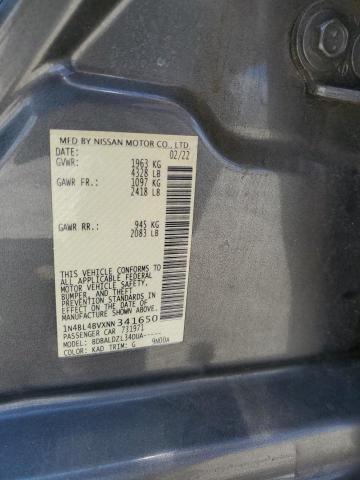 MFD BY NISSAN MOTOR CO., LTD.
DATE: 02/22
GVWR: 1963 KG
4328 LB
GAWR FR.: 1097 KG
2418 LB
GAWR RR.: 945 KG
2083 LB
THIS VEHICLE CONFORMS TO
ALL APPLICABLE FEDERAL
MOTOR VEHICLE SAFETY,
BUMPER, AND THEFT
PREVENTION STANDARDS IN
EFFECT ON THE DATE OF
MANUFACTURE SHOWN ABOVE.
1N4BL4BVXNN341650
PASSENGER CAR 731971
MODEL: BDBALDZL34DUA-----
COLOR: KAD TRIM: G 9N00A